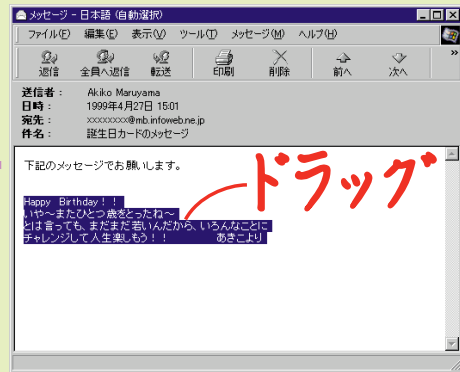 メッセージ - 日本語 (自動選択)
ファイル(F) 編集(E) 表示(V) ツール(T) メッセージ(M) ヘルプ(H)
返信 全員へ返信 転送 印刷 削除 前へ 次へ »
送信者： Akiko Maruyama
日時： 1999年4月27日 15:01
宛先： xxxxxxxx@mb.infoweb.ne.jp
件名： 誕生日カードのメッセージ
下記のメッセージでお願いします。
ドラッグ
Happy Birthday！！
いや～またひとつ歳をとったね～
とは言っても、まだまだ若いんだから、いろんなことに
チャレンジして人生楽しもう！！ あきこより